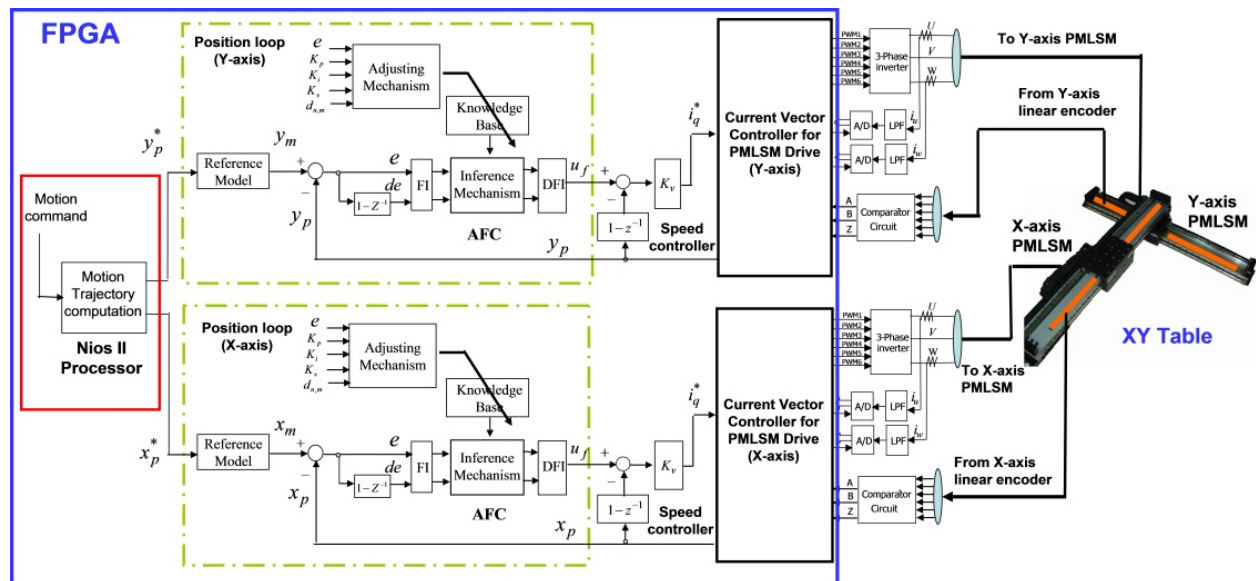 FPGA
Position loop
(Y-axis)
e
K_p
K_i
K_v
d_{n,m}
Adjusting
Mechanism
Knowledge
Base
y_p^*
Reference
Model
y_m
+
−
y_p
e
de
1−Z^{-1}
FI
Inference
Mechanism
DFI
u_f
AFC
y_p
+
−
1−z^{-1}
K_v
i_q^*
Speed
controller
Current Vector
Controller for
PMLSM Drive
(Y-axis)
PWM1
PWM2
PWM3
PWM4
PWM5
PWM6
3-Phase
inverter
U
V
W
A/D
LPF
i_u
A/D
LPF
i_w
A
B
Z
Comparator
Circuit
To Y-axis PMLSM
From Y-axis
linear encoder
Motion
command
Motion
Trajectory
computation
Nios II
Processor
Position loop
(X-axis)
e
K_p
K_i
K_v
d_{n,m}
Adjusting
Mechanism
Knowledge
Base
x_p^*
Reference
Model
x_m
+
−
x_p
e
de
1−Z^{-1}
FI
Inference
Mechanism
DFI
u_f
AFC
x_p
+
−
1−z^{-1}
K_v
i_q^*
Speed
controller
Current Vector
Controller for
PMLSM Drive
(X-axis)
PWM1
PWM2
PWM3
PWM4
PWM5
PWM6
3-Phase
inverter
U
V
W
A/D
LPF
i_u
A/D
LPF
i_w
A
B
Z
Comparator
Circuit
To X-axis
PMLSM
From X-axis
linear encoder
X-axis
PMLSM
Y-axis
PMLSM
XY Table